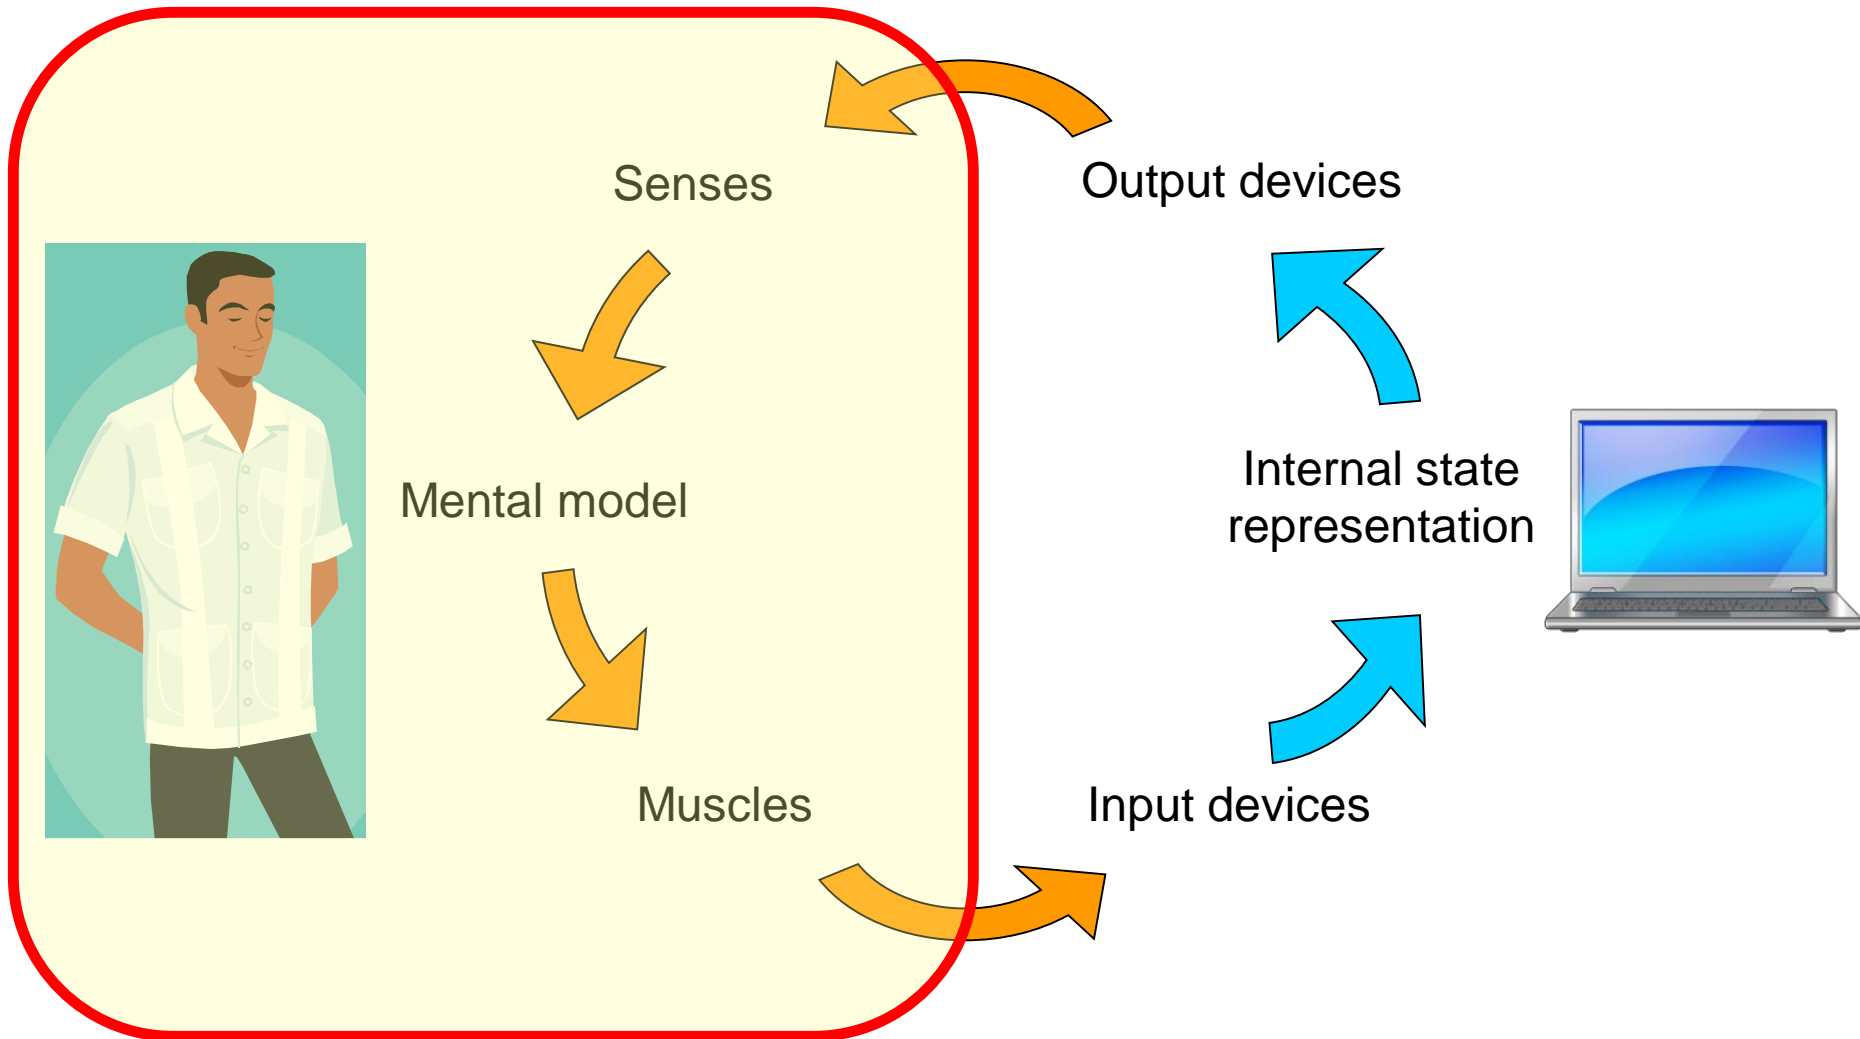 Senses
Output devices
Mental model
Internal state
representation
Muscles
Input devices